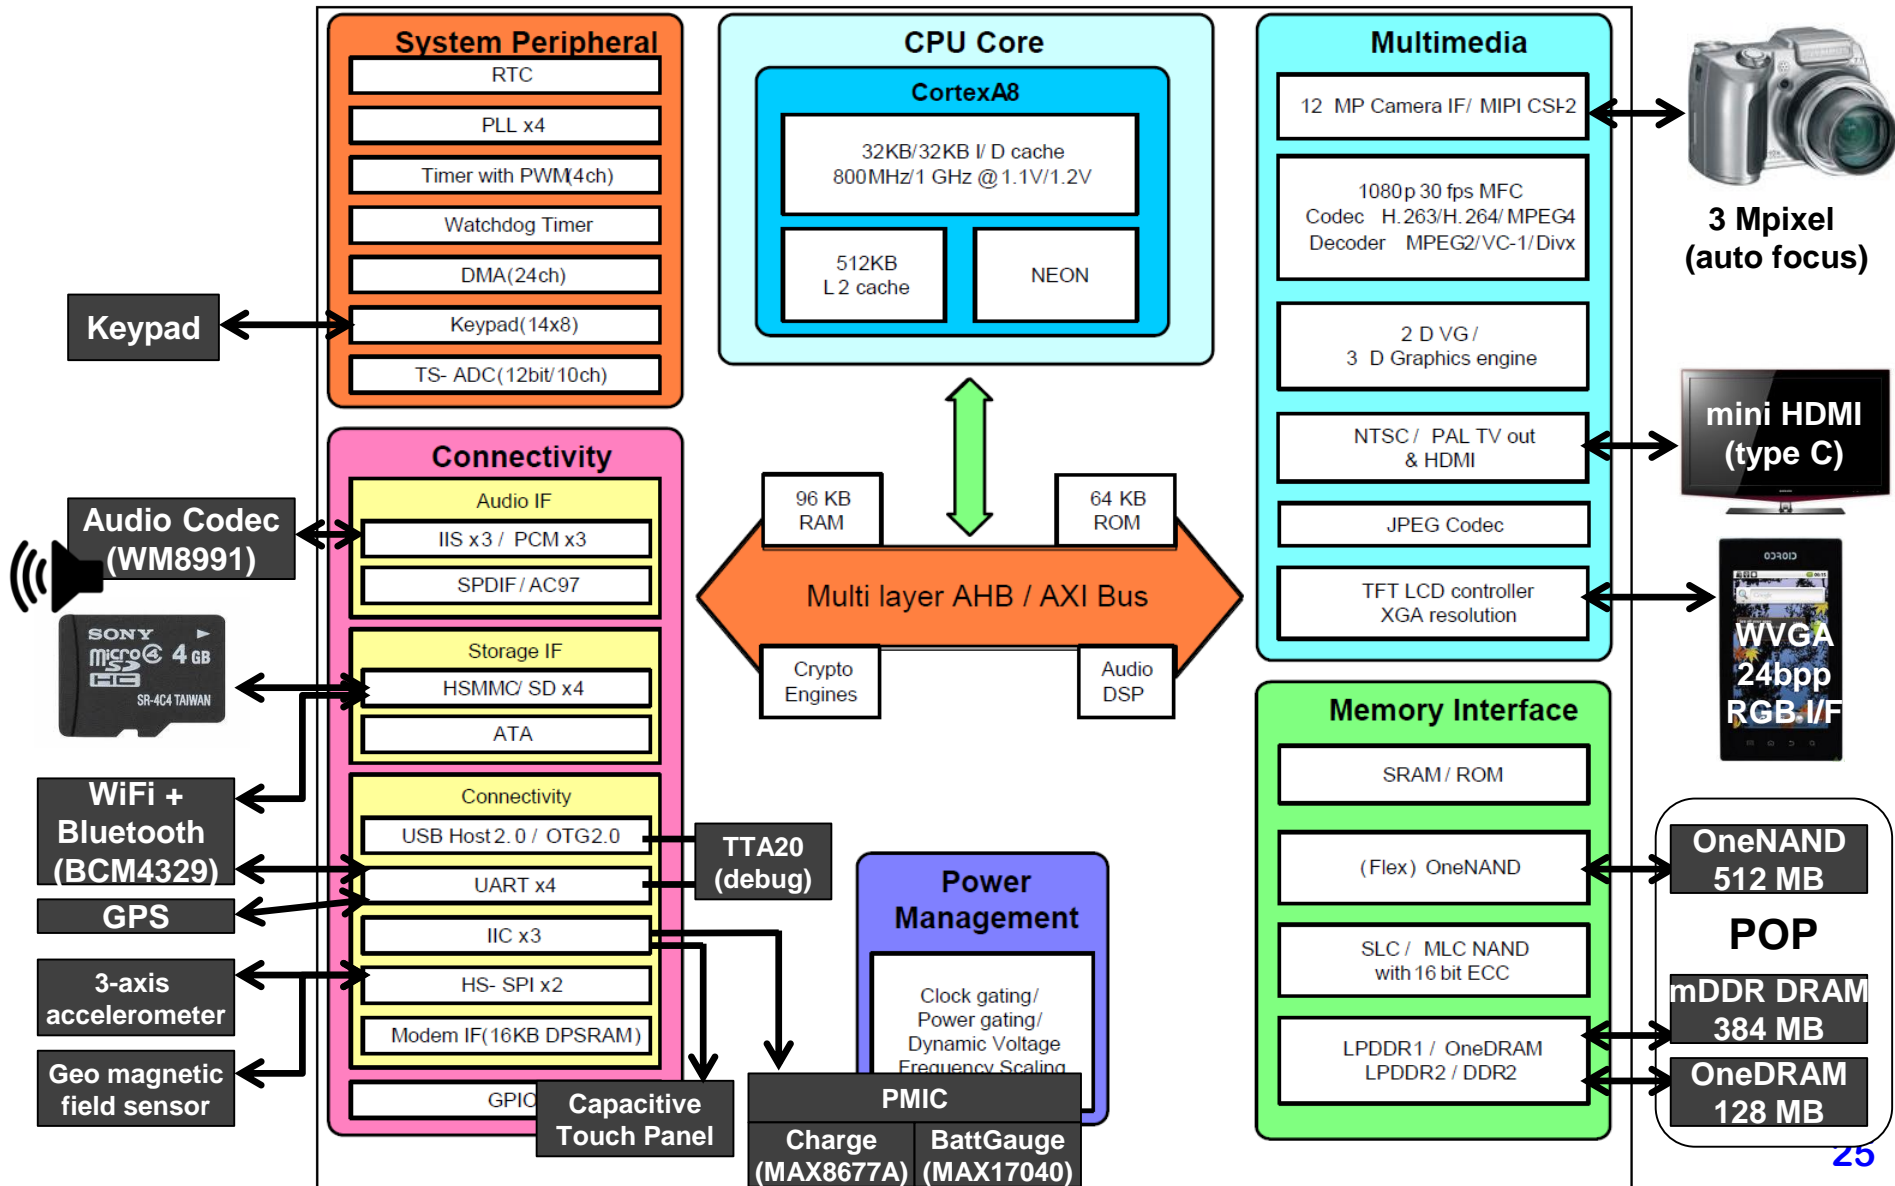 System Peripheral
RTC
PLL x4
Timer with PWM(4ch)
Watchdog Timer
DMA(24ch)
Keypad(14x8)
TS- ADC(12bit/10ch)
Keypad
CPU Core
CortexA8
32KB/32KB I/ D cache
800MHz/1 GHz @1.1V/1.2V
512KB
L2 cache
NEON
Multimedia
12 MP Camera IF/ MIPI CSI-2
1080p 30 fps MFC
Codec H.263/H.264/MPEG4
Decoder MPEG2/VC-1/Divx
2 D VG /
3 D Graphics engine
NTSC / PAL TV out
& HDMI
JPEG Codec
TFT LCD controller
XGA resolution
3 Mpixel
(auto focus)
mini HDMI
(type C)
ODROID
WVGA
24bpp
RGB I/F
Connectivity
Audio IF
IIS x3 / PCM x3
SPDIF/ AC97
Storage IF
HSMMC/ SD x4
ATA
Connectivity
USB Host2.0 / OTG2.0
UART x4
IIC x3
HS- SPI x2
Modem IF(16KB DPSRAM)
GPIO
Audio Codec
(WM8991)
SONY
micro SD HC
4 GB
SR-4C4 TAIWAN
WiFi +
Bluetooth
(BCM4329)
GPS
3-axis
accelerometer
Geo magnetic
field sensor
96 KB
RAM
64 KB
ROM
Multi layer AHB / AXI Bus
Crypto
Engines
Audio
DSP
TTA20
(debug)
Power
Management
Clock gating/
Power gating/
Dynamic Voltage
Frequency Scaling
Capacitive
Touch Panel
PMIC
Charge
(MAX8677A)
BattGauge
(MAX17040)
Memory Interface
SRAM / ROM
(Flex) OneNAND
SLC / MLC NAND
with 16 bit ECC
LPDDR1 / OneDRAM
LPDDR2 / DDR2
OneNAND
512 MB
POP
mDDR DRAM
384 MB
OneDRAM
128 MB
25